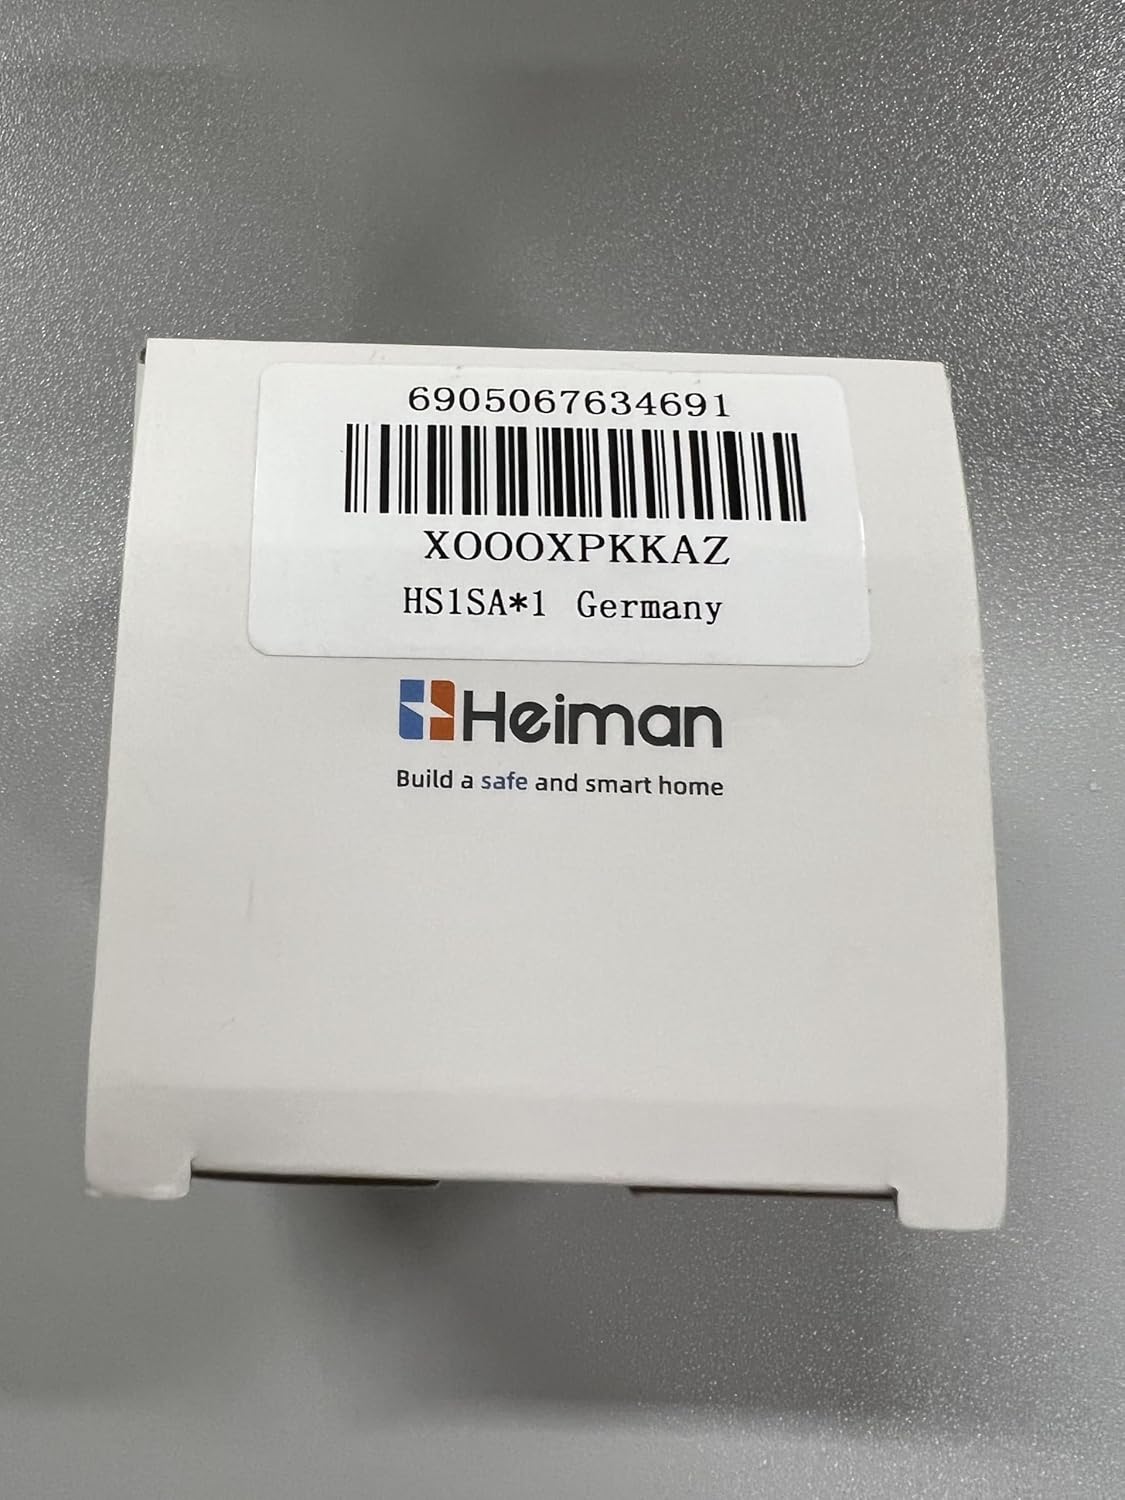 6905067634691
X000XPKKAZ
HS1SA*1 Germany
Heiman
Build a safe and smart home